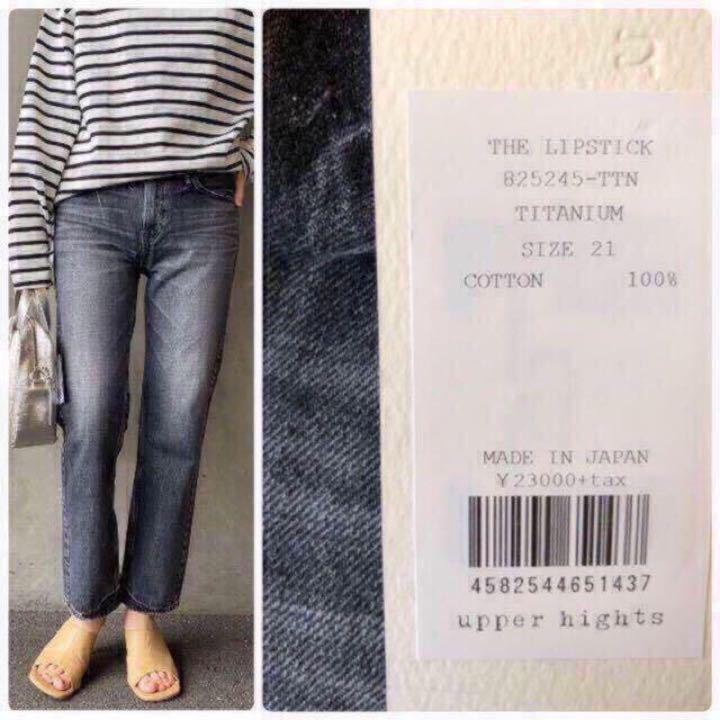 THE LIPSTICK
825245-TTN
TITANIUM
SIZE 21
COTTON 100%
MADE IN JAPAN
¥23000+tax
4582544651437
upper hights